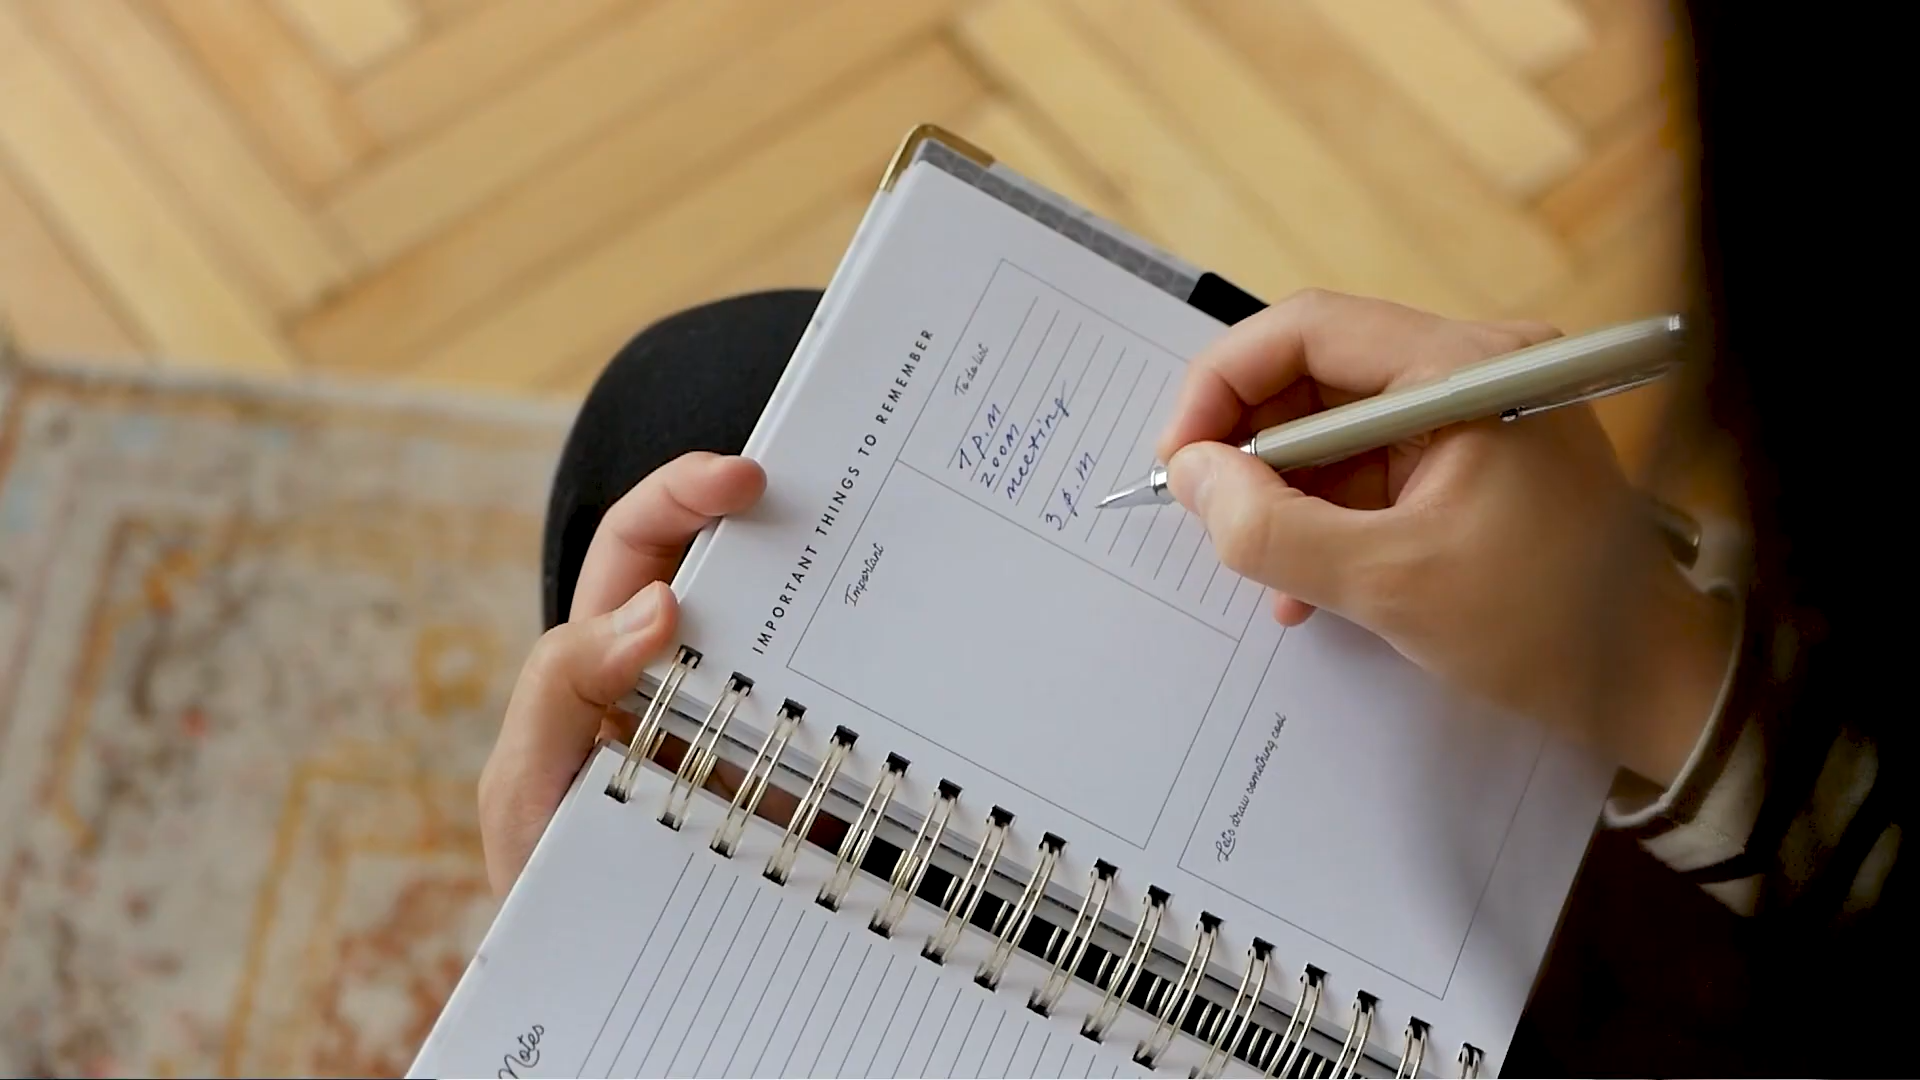 IMPORTANT THINGS TO REMEMBER
To do list
1 p.m
zoom
meeting
3 p.m
Important
Let's draw something cool
Notes